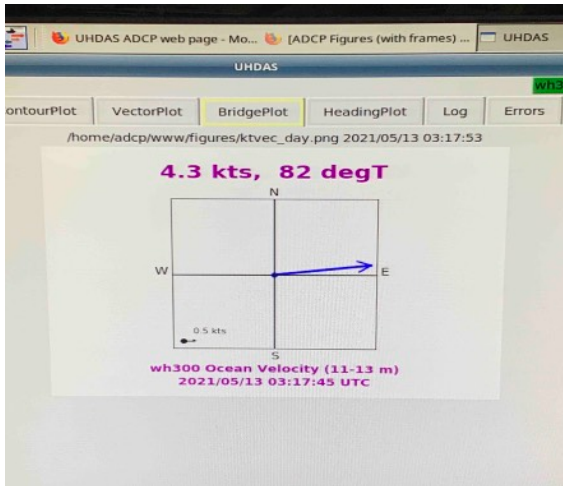 UHDAS ADCP web page - Mo... [ADCP Figures (with frames) ... UHDAS
UHDAS
wh3
ontourPlot VectorPlot BridgePlot HeadingPlot Log Errors
/home/adcp/www/figures/ktvec_day.png 2021/05/13 03:17:53
4.3 kts, 82 degT
N
W E
0.5 kts
S
wh300 Ocean Velocity (11-13 m)
2021/05/13 03:17:45 UTC